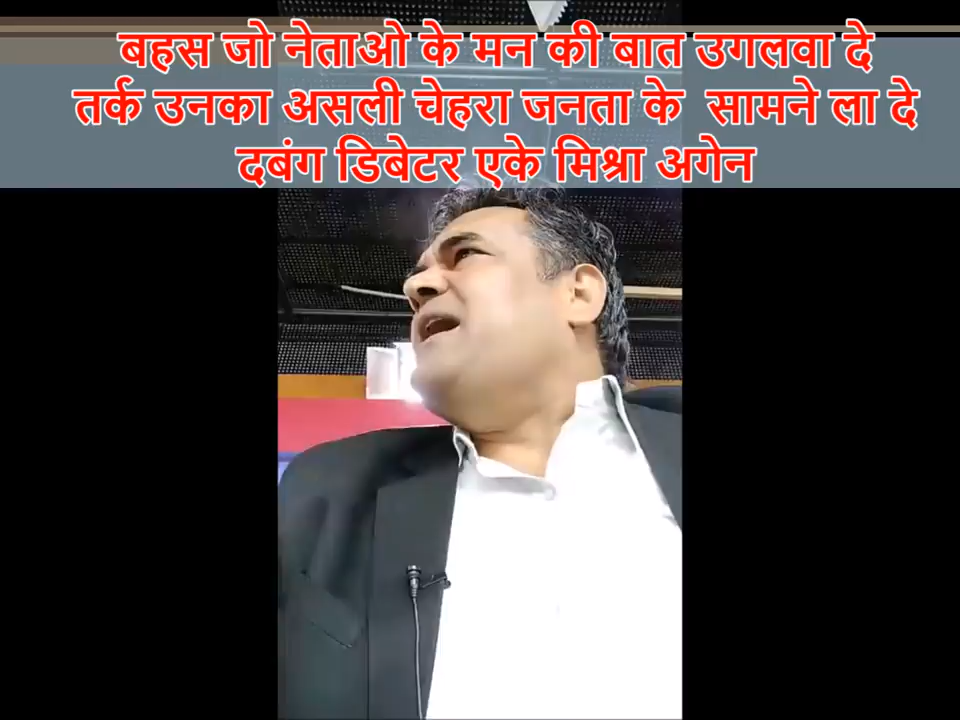 बहस जो नेताओ के मन की बात उगलवा दे
तर्क उनका असली चेहरा जनता के सामने ला दे
दबंग डिबेटर एके मिश्रा अगेन